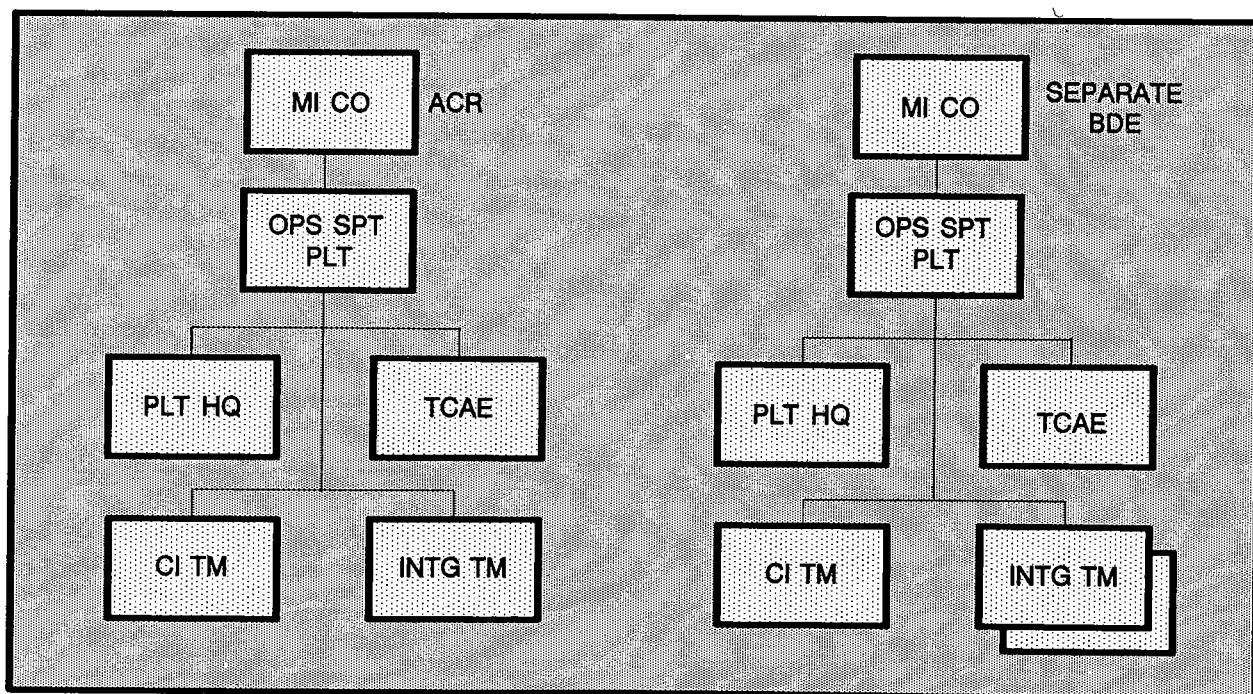 MI CO
ACR
OPS SPT
PLT
PLT HQ
TCAE
CI TM
INTG TM
MI CO
SEPARATE
BDE
OPS SPT
PLT
PLT HQ
TCAE
CI TM
INTG TM